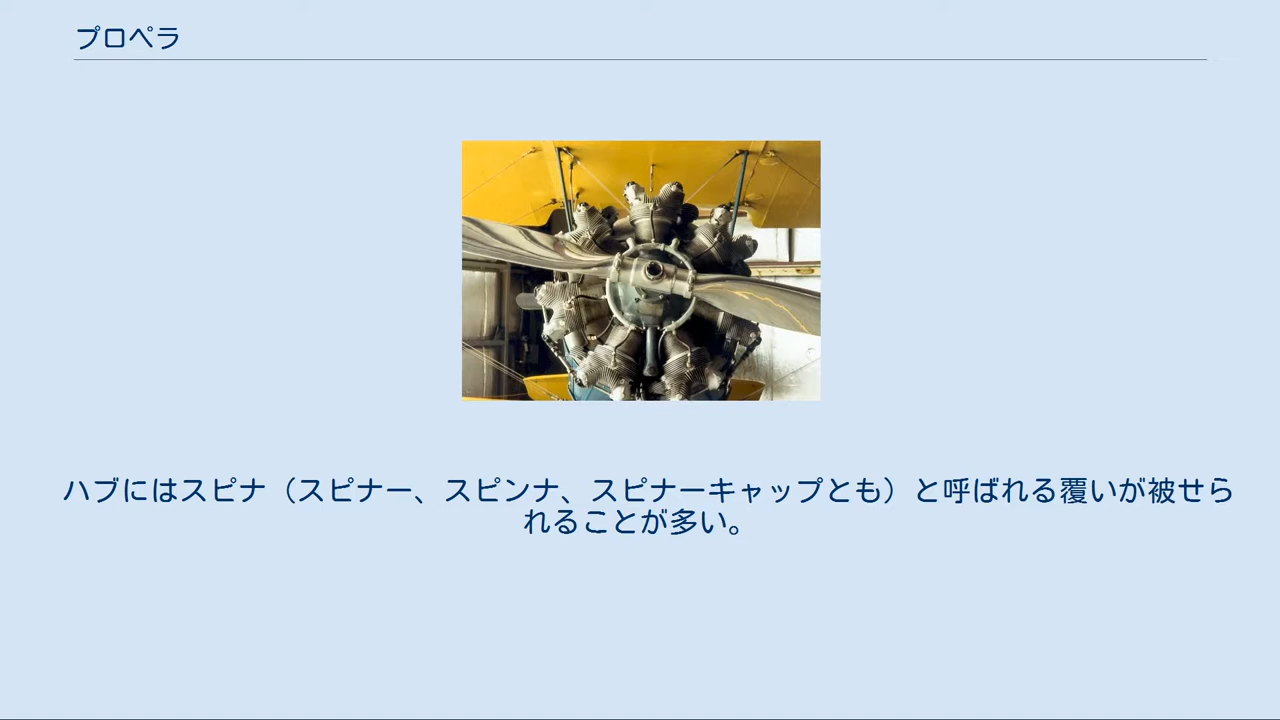 プロペラ
ハブにはスピナ（スピナー、スピンナ、スピナーキャップとも）と呼ばれる覆いが被せら
れることが多い。